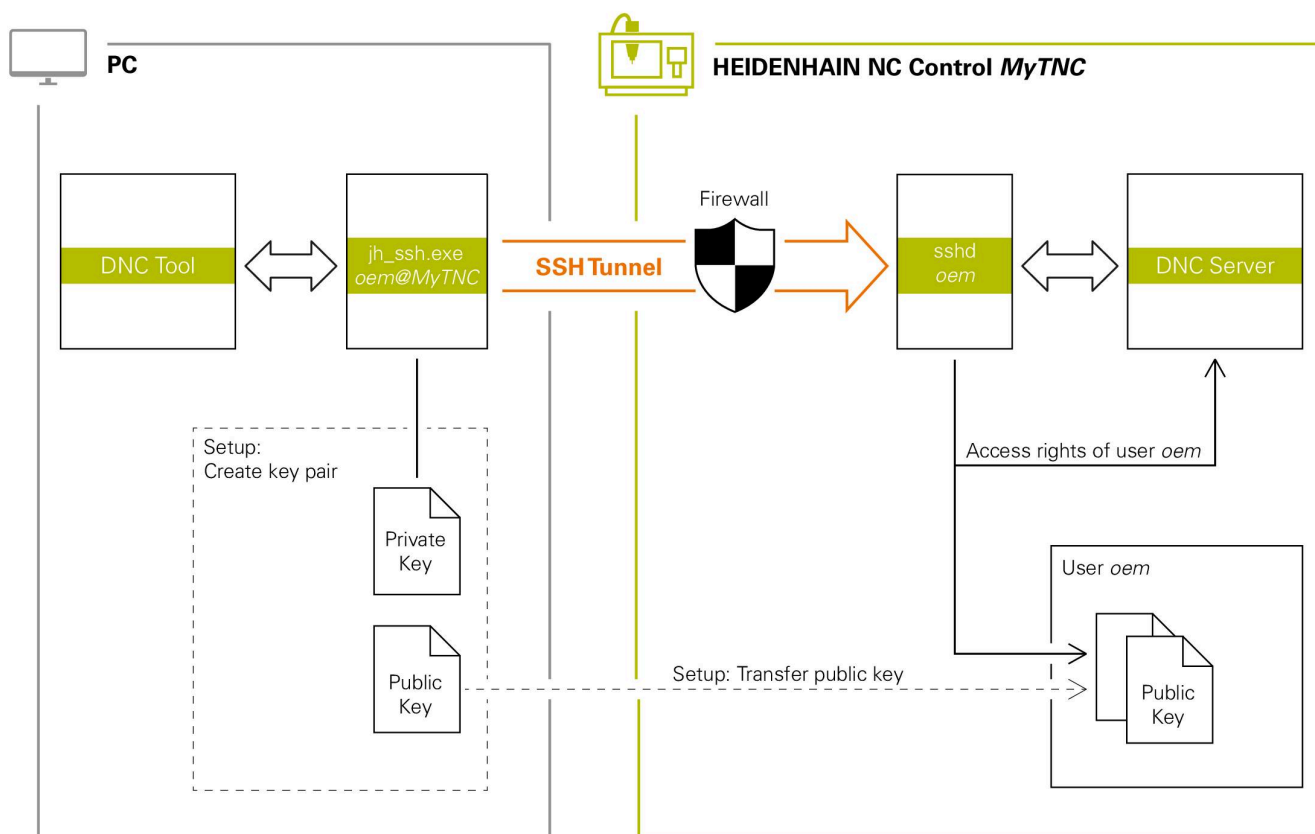 PC
HEIDENHAIN NC Control MyTNC
Firewall
DNC Tool
jh_ssh.exe
oem@MyTNC
SSH Tunnel
sshd
oem
DNC Server
Setup:
Create key pair
Access rights of user oem
Private
Key
User oem
Public
Key
Setup: Transfer public key
Public
Key